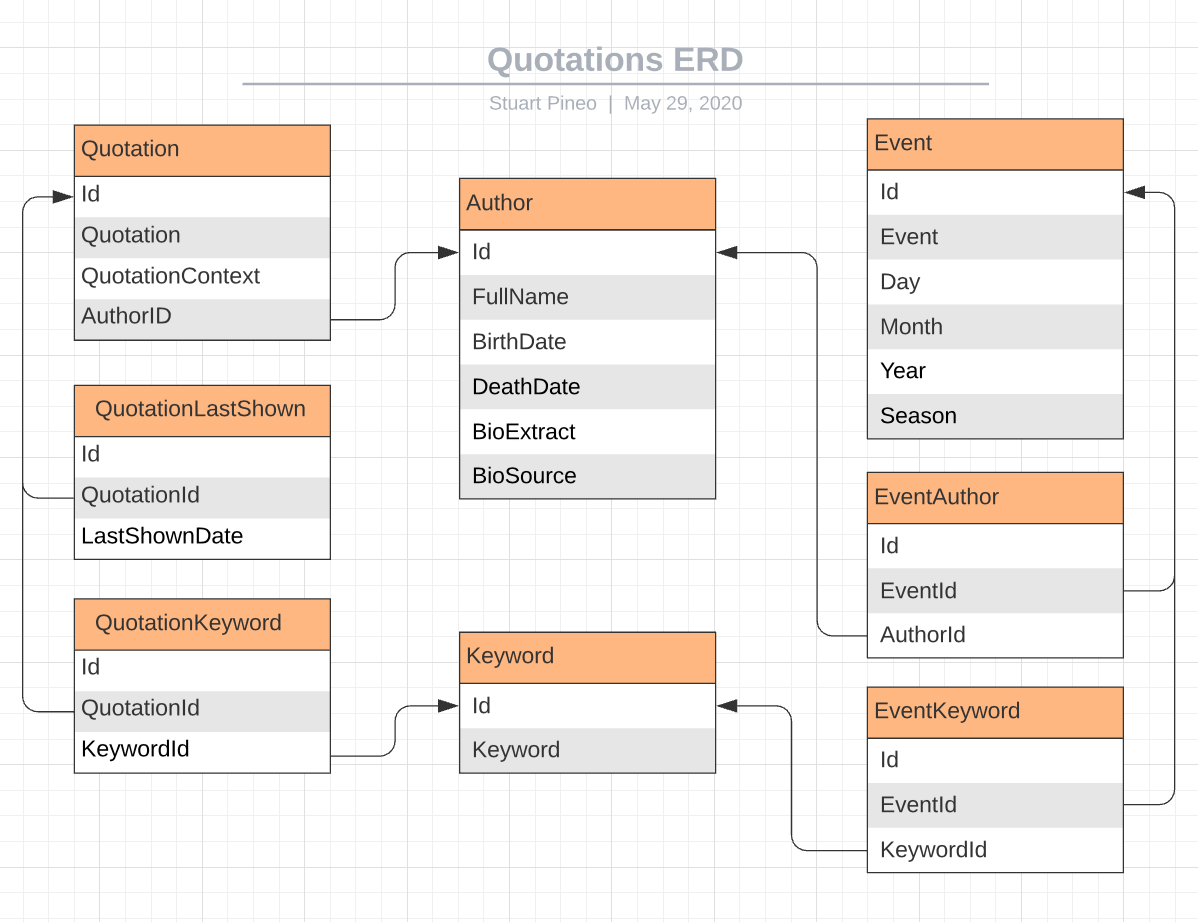 Quotations ERD
Stuart Pineo | May 29, 2020
Quotation
Id
Quotation
QuotationContext
AuthorID
QuotationLastShown
Id
QuotationId
LastShownDate
QuotationKeyword
Id
QuotationId
KeywordId
Author
Id
FullName
BirthDate
DeathDate
BioExtract
BioSource
Keyword
Id
Keyword
Event
Id
Event
Day
Month
Year
Season
EventAuthor
Id
EventId
AuthorId
EventKeyword
Id
EventId
KeywordId